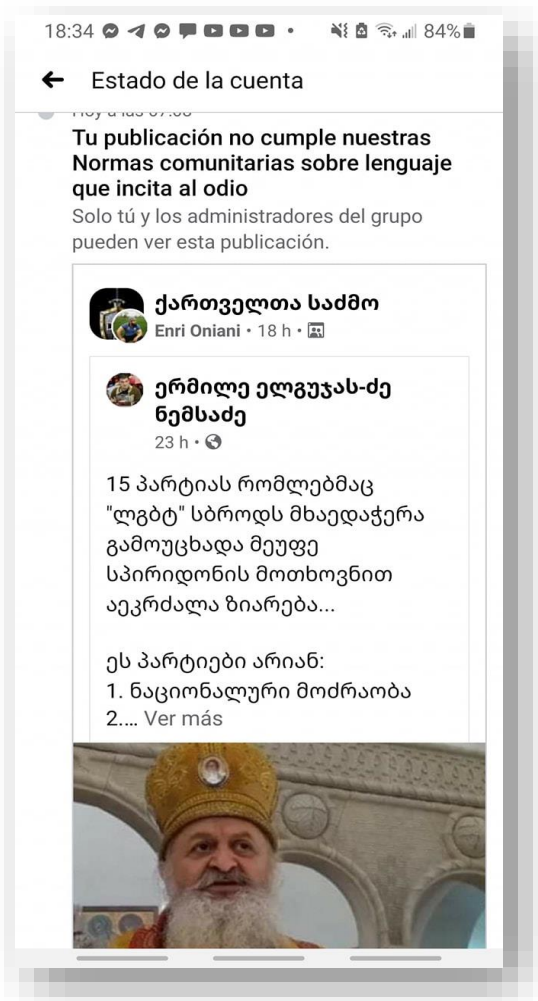 18:34 84%
Estado de la cuenta
Hoy a las
Tu publicación no cumple nuestras
Normas comunitarias sobre lenguaje
que incita al odio
Solo tú y los administradores del grupo
pueden ver esta publicación.
ქართველთა საძმო
Enri Oniani • 18 h •
ერმილე ელგუჯას-ძე
ნემსაძე
23 h •
15 პარტიას რომლებმაც
"ლგბტ" სბროდს მხაედაჭერა
გამოუცხადა მეუფე
სპირიდონის მოთხოვნით
აეკრძალა ზიარება...
ეს პარტიები არიან:
1. ნაციონალური მოძრაობა
2.... Ver más